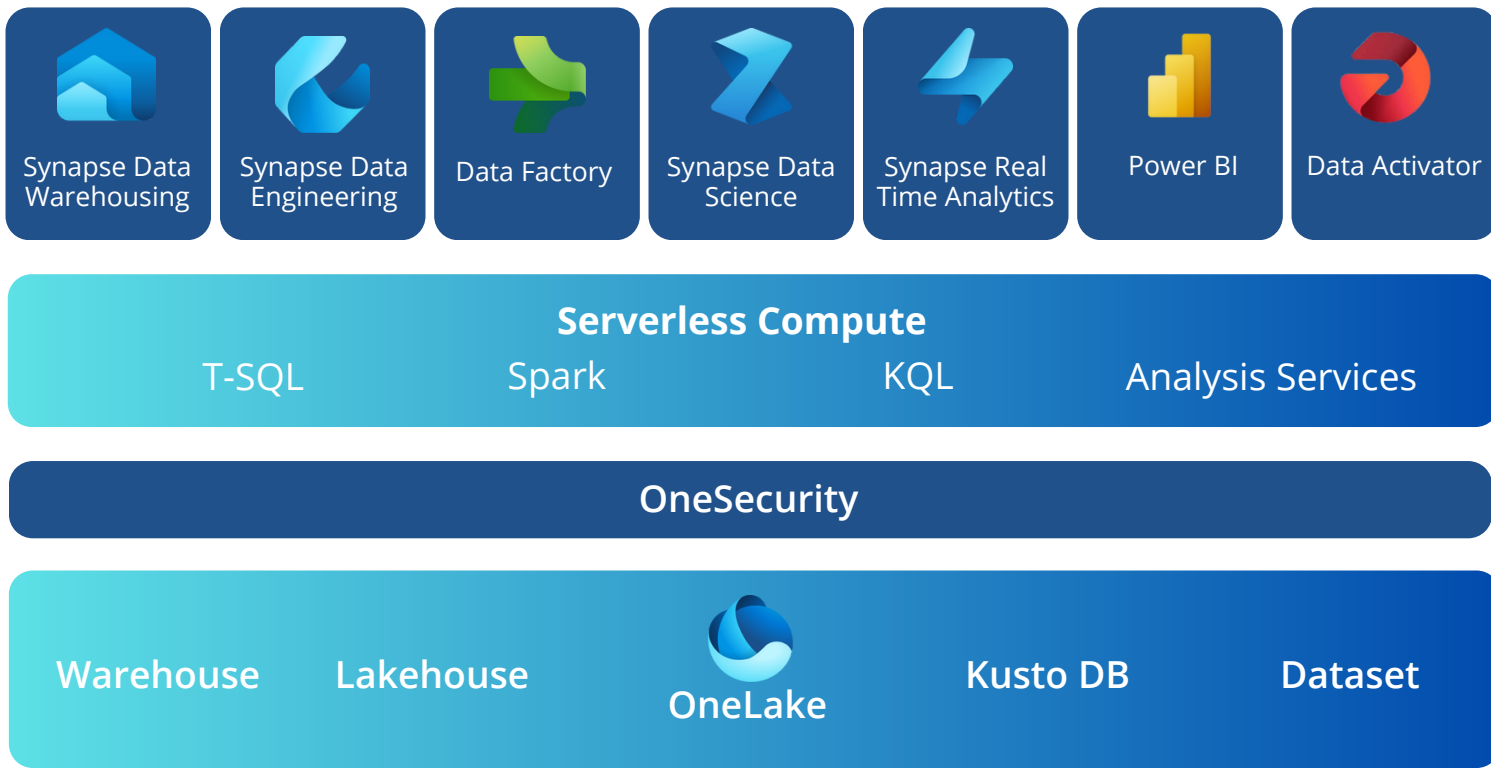 Synapse Data
Warehousing
Synapse Data
Engineering
Data Factory
Synapse Data
Science
Synapse Real
Time Analytics
Power BI
Data Activator
Serverless Compute
T-SQL
Spark
KQL
Analysis Services
OneSecurity
Warehouse
Lakehouse
OneLake
Kusto DB
Dataset